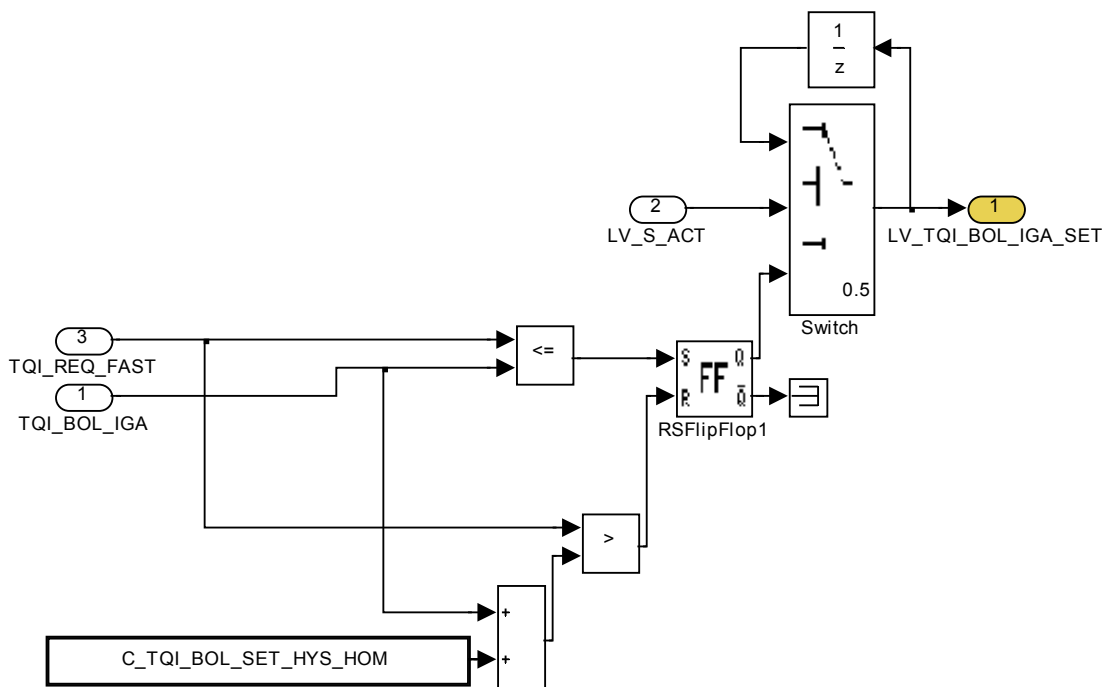 1
z
2
LV_S_ACT
1
LV_TQI_BOL_IGA_SET
0.5
Switch
3
TQI_REQ_FAST
<=
1
TQI_BOL_IGA
S Q
FF
R Q
RSFlipFlop1
>
+
C_TQI_BOL_SET_HYS_HOM
+